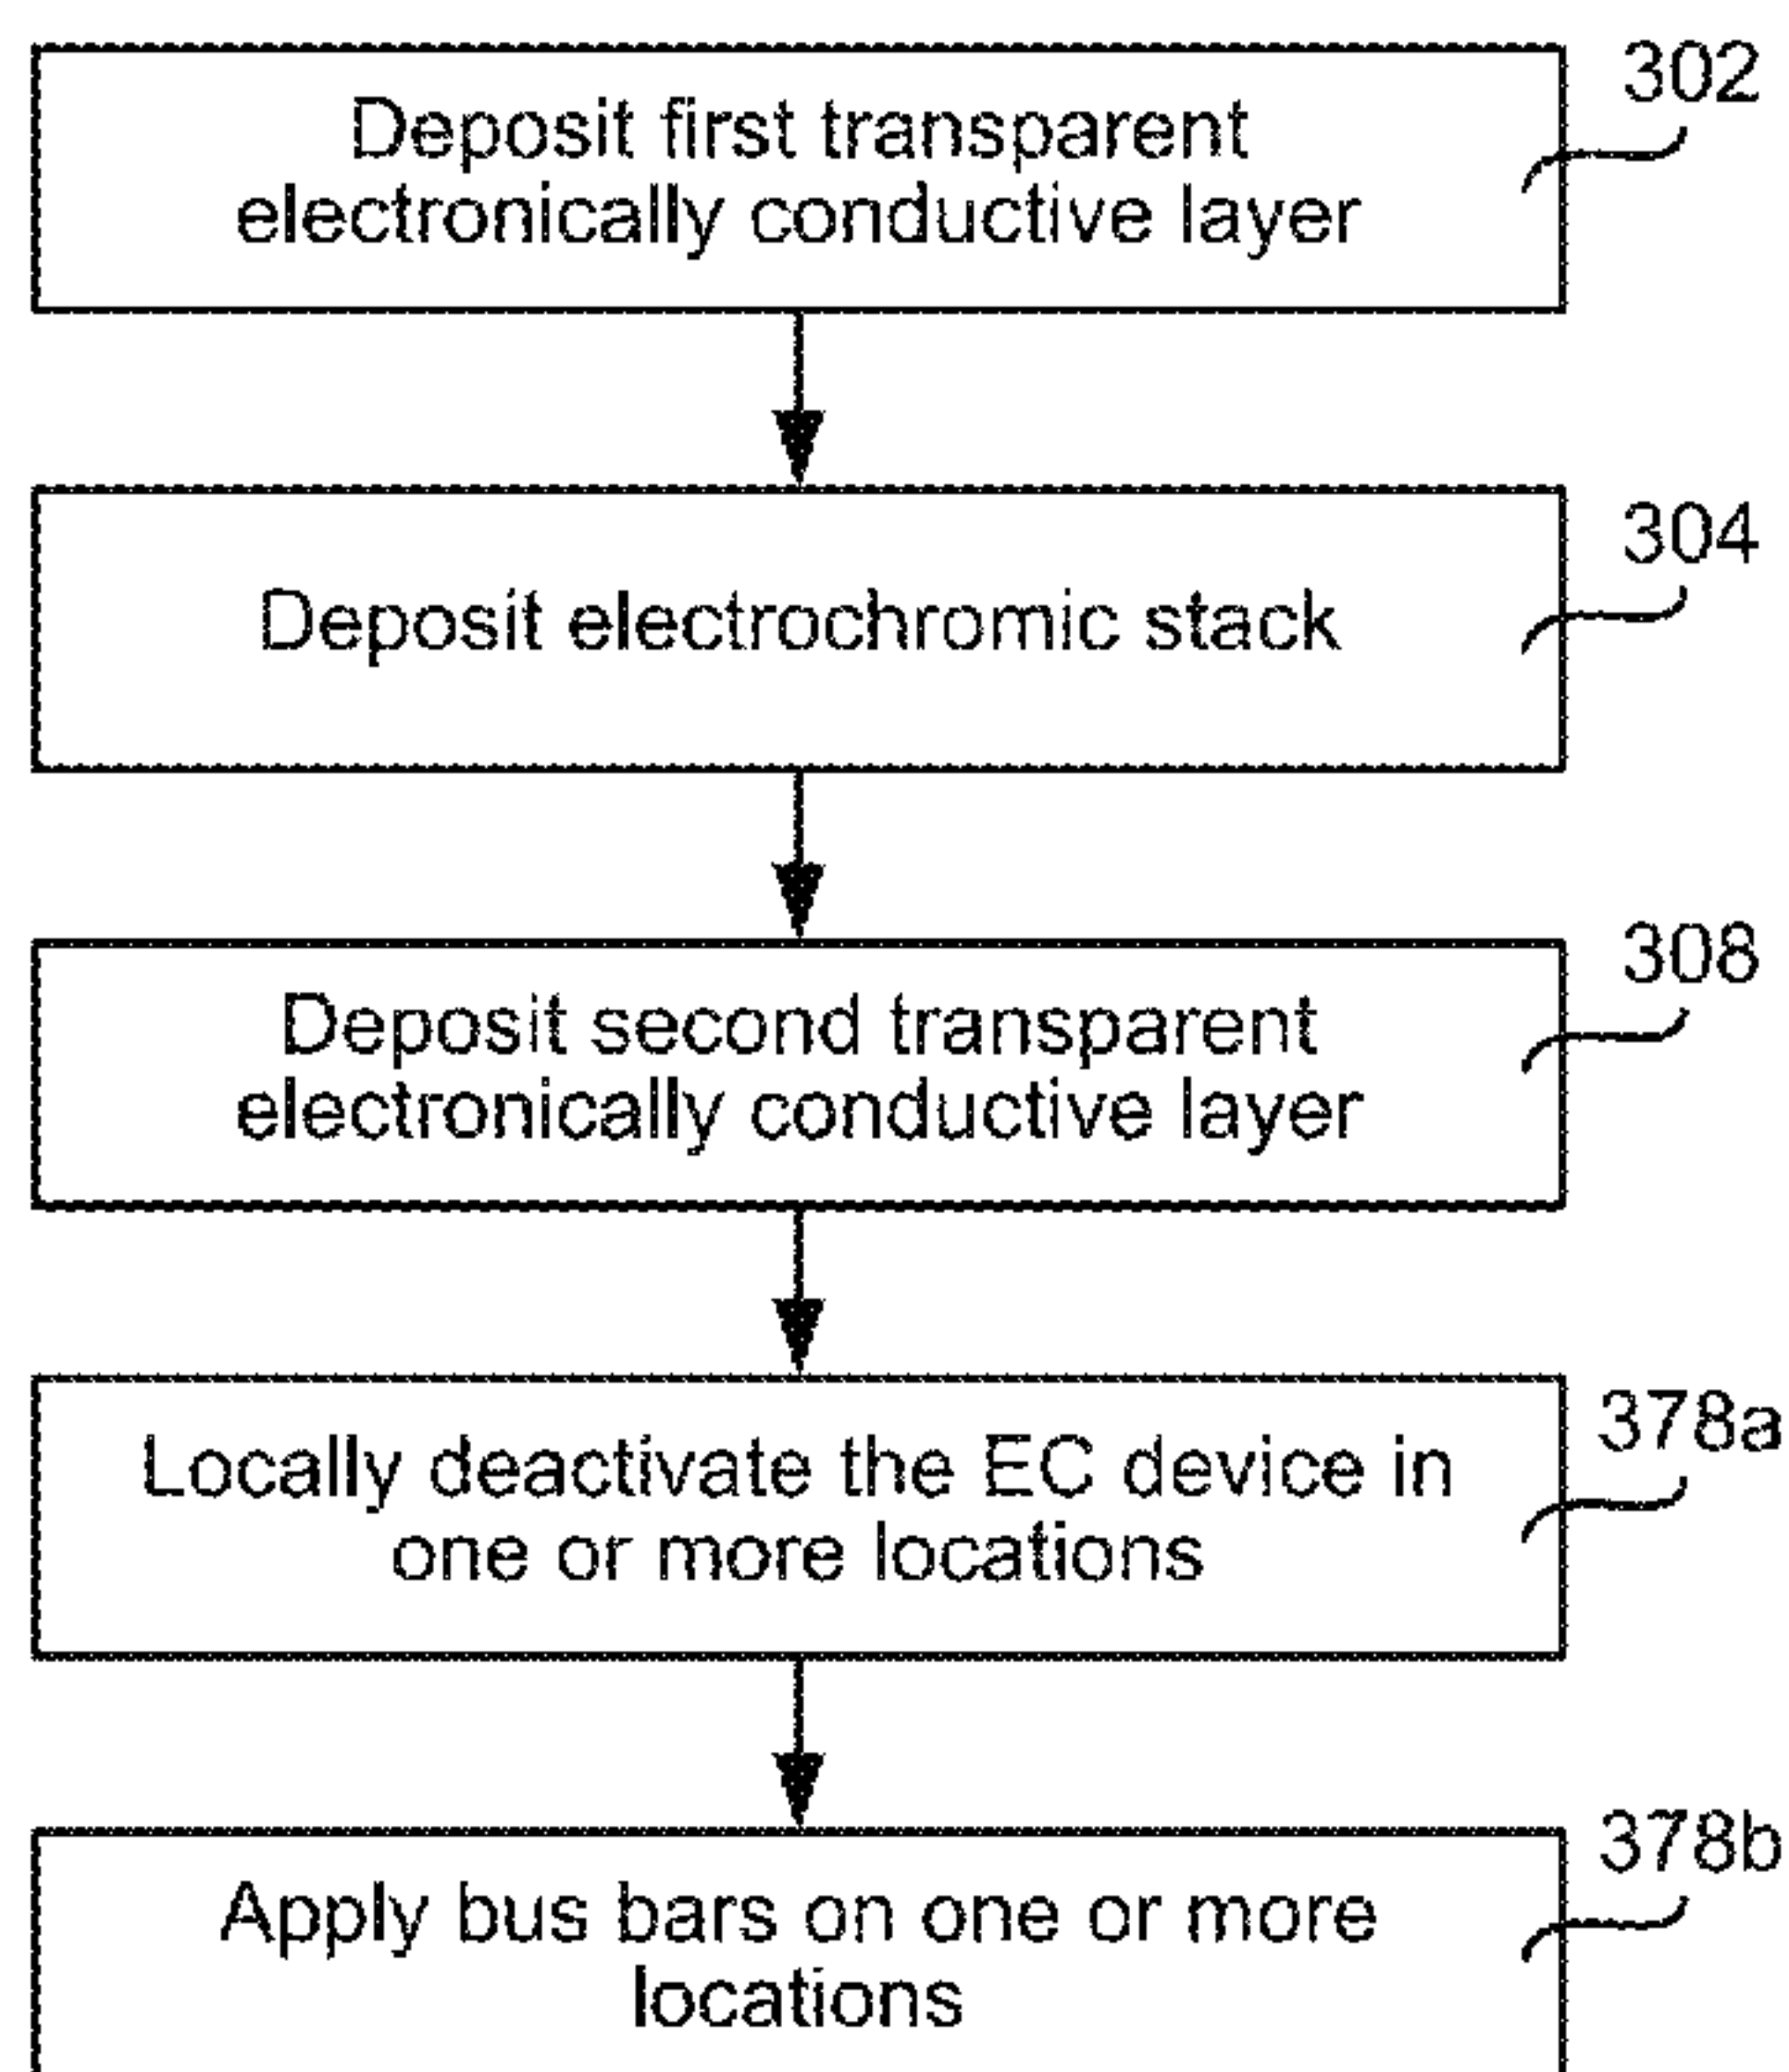 302
Deposit first transparent
electronically conductive layer
304
Deposit electrochromic stack
308
Deposit second transparent
electronically conductive layer
378a
Locally deactivate the EC device in
one or more locations
378b
Apply bus bars on one or more
locations